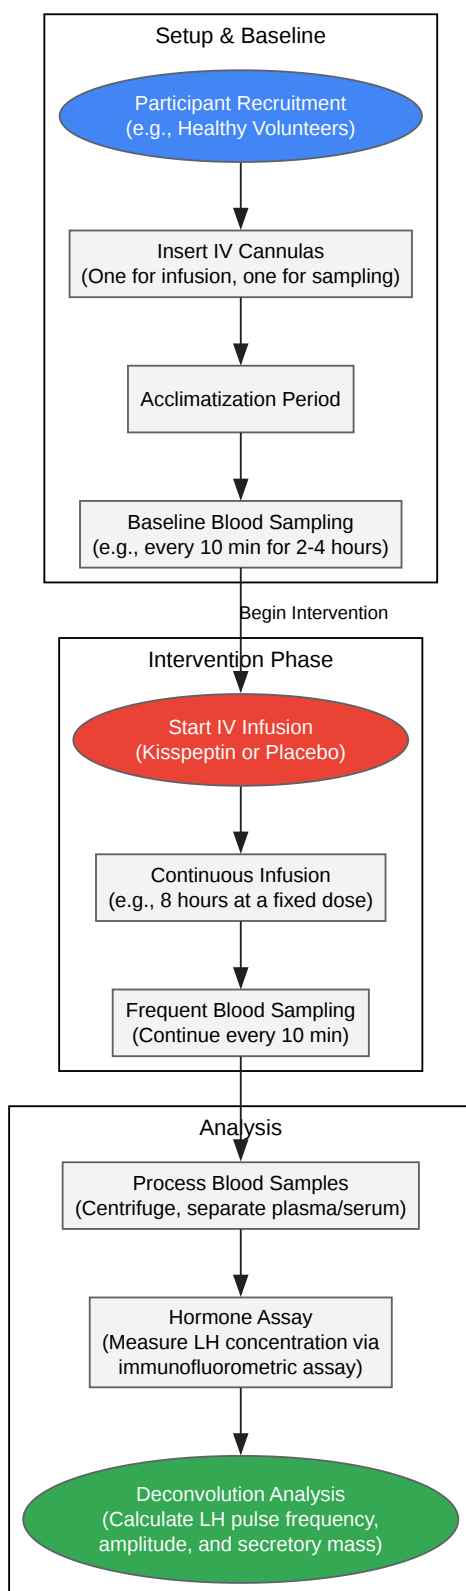 Setup & Baseline
Participant Recruitment
(e.g., Healthy Volunteers)
Insert IV Cannulas
(One for infusion, one for sampling)
Acclimatization Period
Baseline Blood Sampling
(e.g., every 10 min for 2-4 hours)
Begin Intervention
Intervention Phase
Start IV Infusion
(Kisspeptin or Placebo)
Continuous Infusion
(e.g., 8 hours at a fixed dose)
Frequent Blood Sampling
(Continue every 10 min)
Analysis
Process Blood Samples
(Centrifuge, separate plasma/serum)
Hormone Assay
(Measure LH concentration via
immunofluorometric assay)
Deconvolution Analysis
(Calculate LH pulse frequency,
amplitude, and secretory mass)